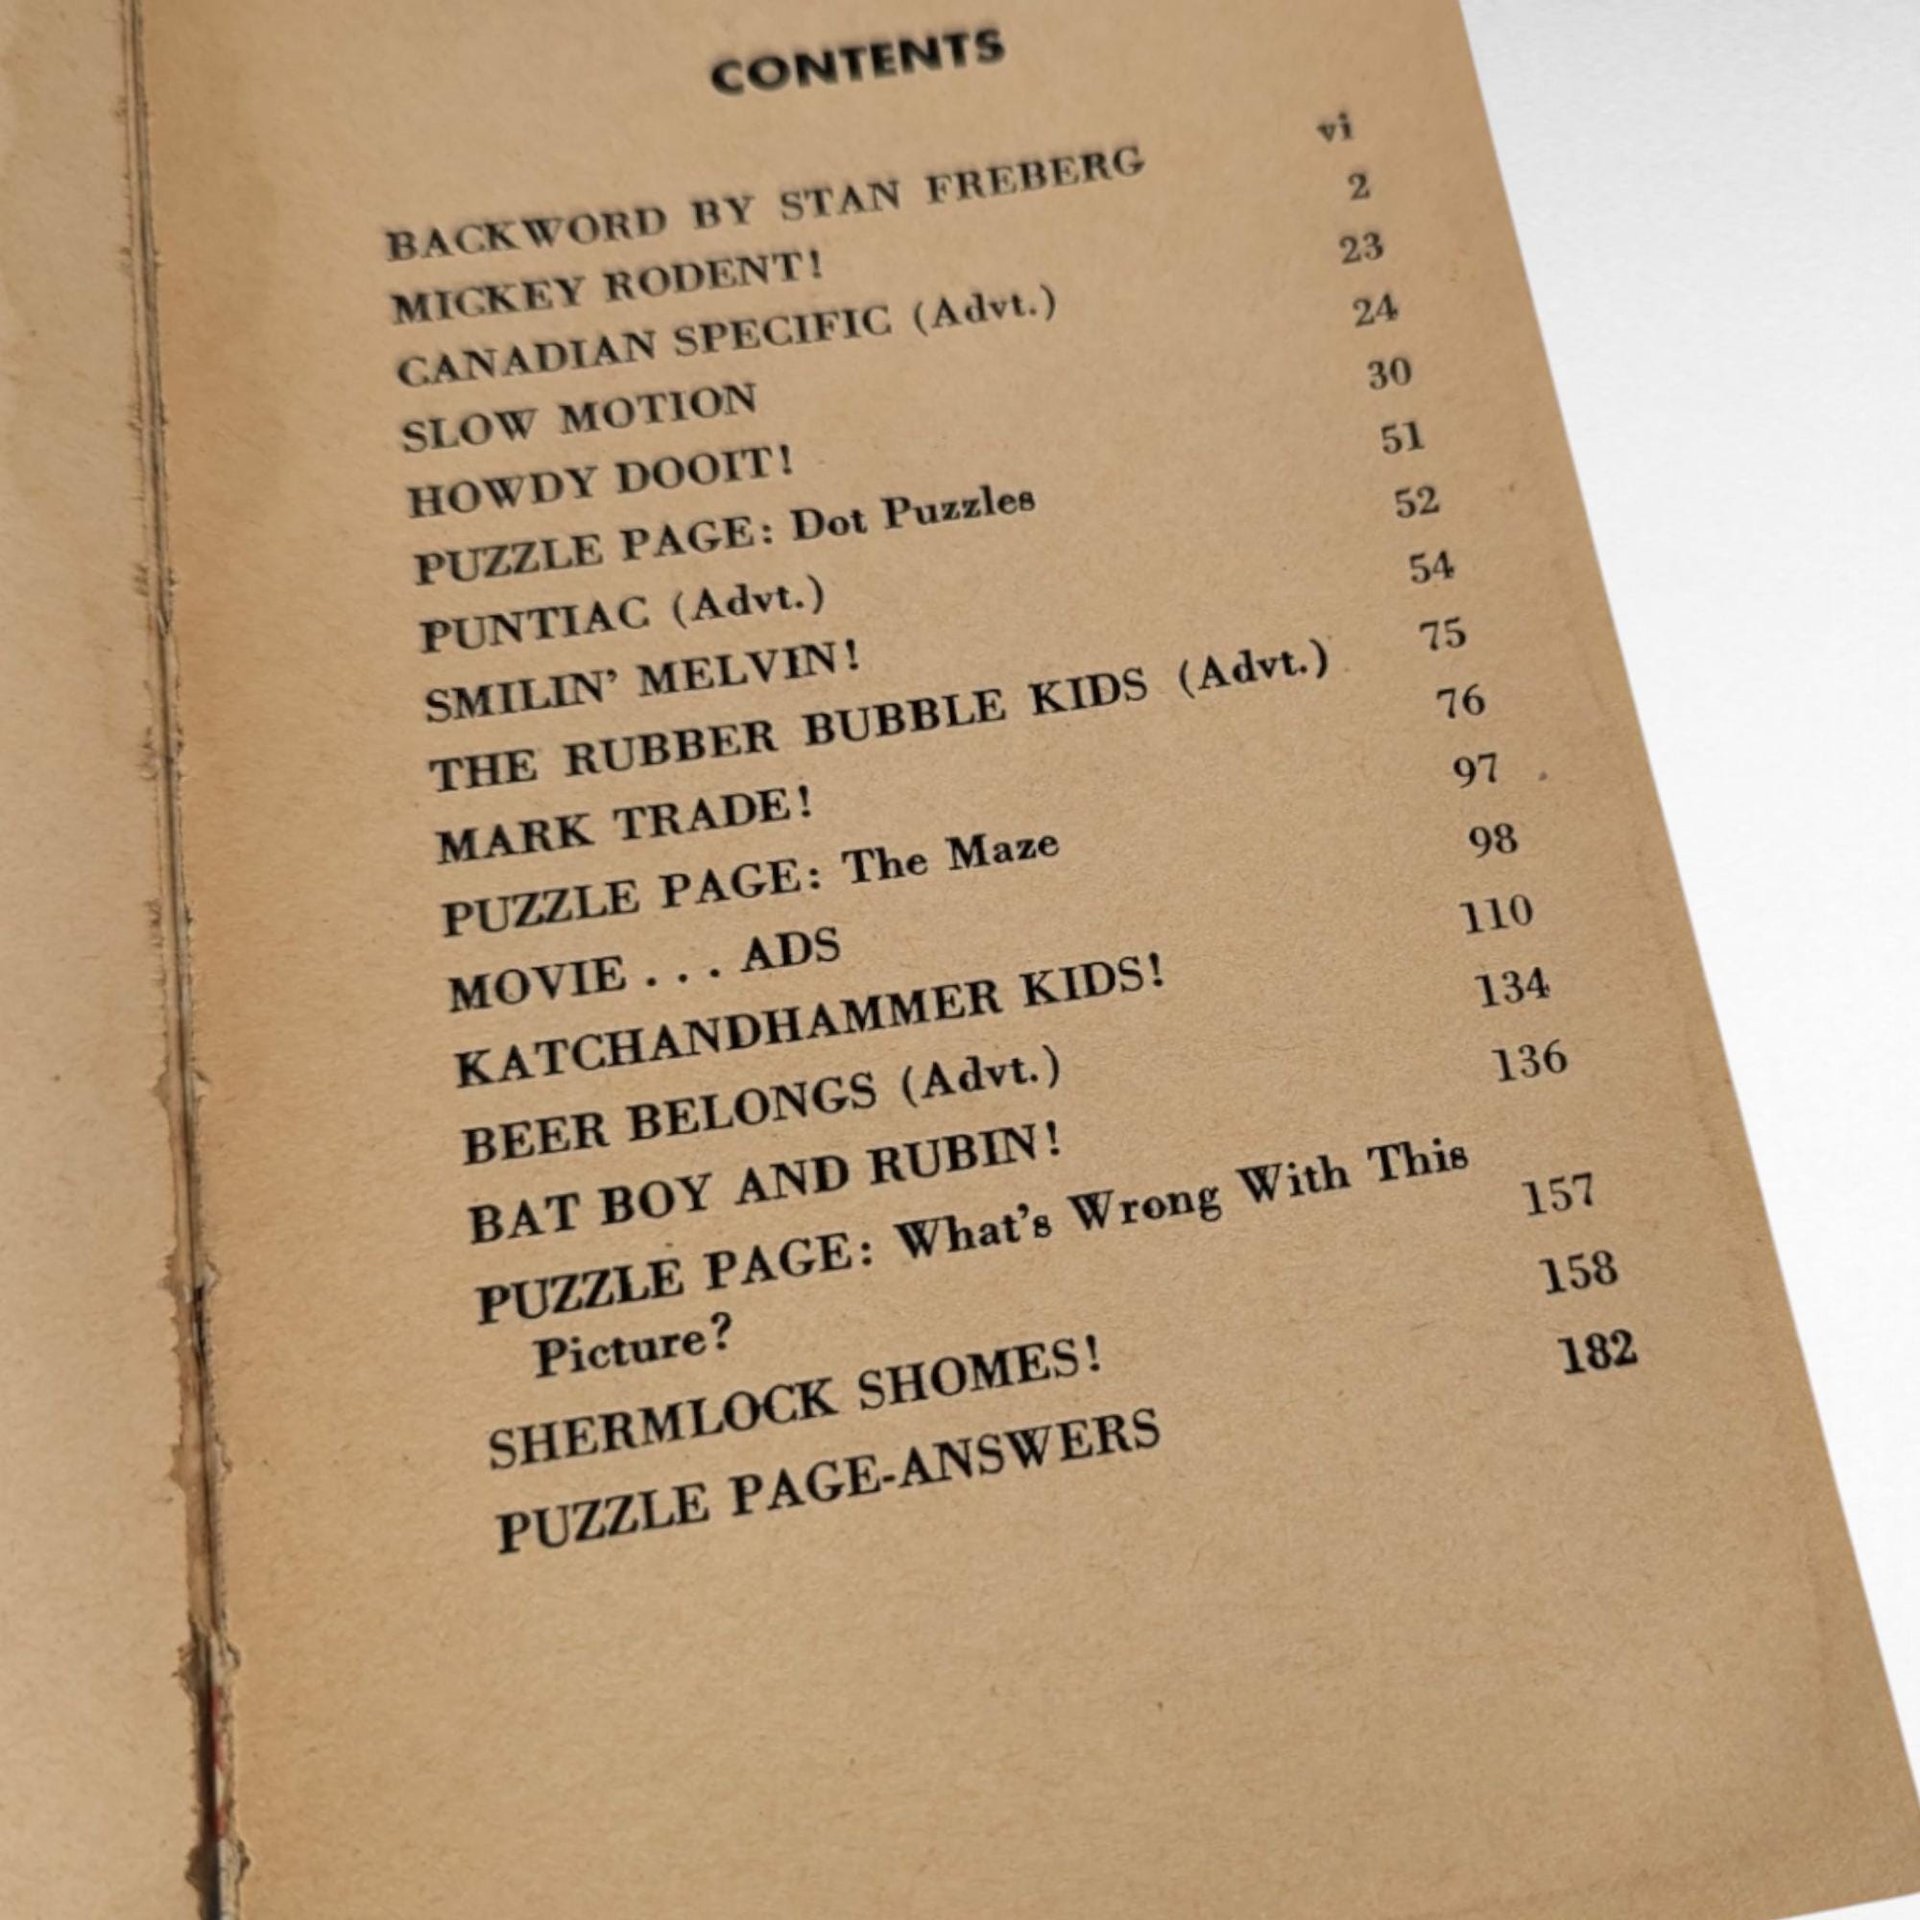 CONTENTS
BACKWORD BY STAN FREBERG vi
MICKEY RODENT! 2
CANADIAN SPECIFIC (Advt.) 23
SLOW MOTION 24
HOWDY DOOIT! 30
PUZZLE PAGE: Dot Puzzles 51
PUNTIAC (Advt.) 52
SMILIN' MELVIN! 54
THE RUBBER BUBBLE KIDS (Advt.) 75
MARK TRADE! 76
PUZZLE PAGE: The Maze 97
MOVIE . . . ADS 98
KATCHANDHAMMER KIDS! 110
BEER BELONGS (Advt.) 134
BAT BOY AND RUBIN! 136
PUZZLE PAGE: What's Wrong With This
Picture? 157
SHERMLOCK SHOMES! 158
PUZZLE PAGE-ANSWERS 182